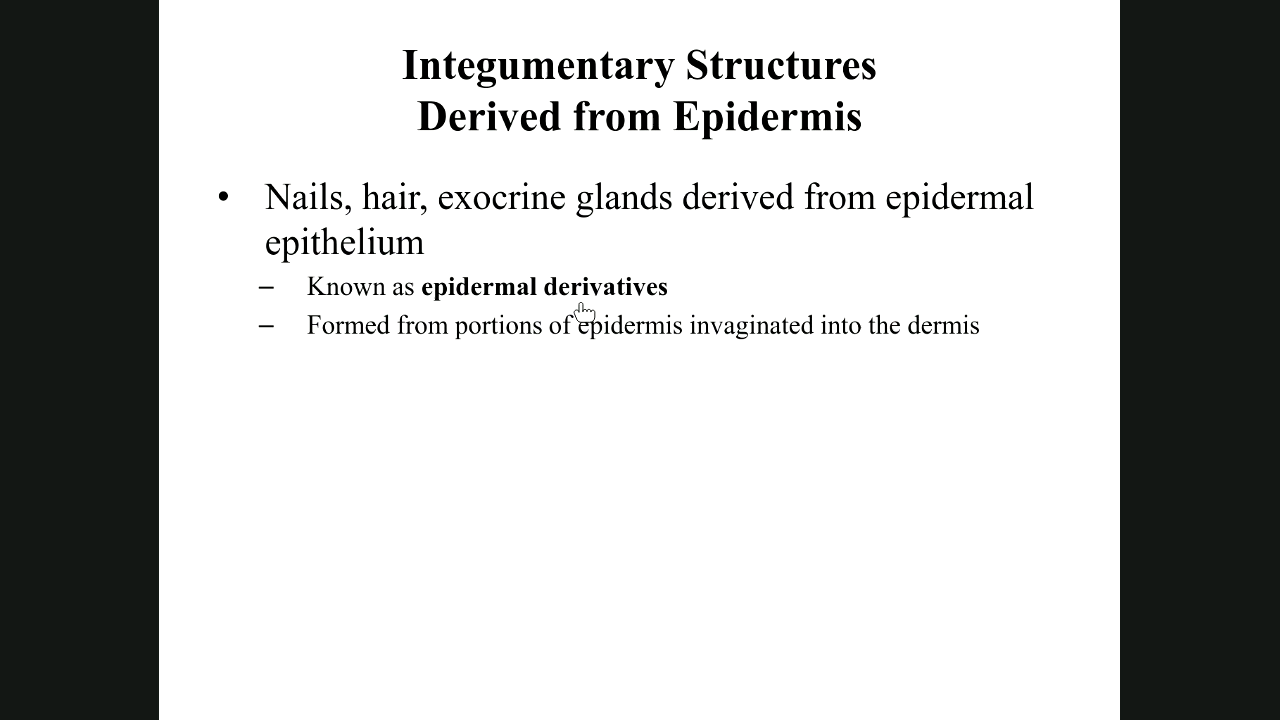 Integumentary Structures
Derived from Epidermis
• Nails, hair, exocrine glands derived from epidermal
epithelium
– Known as epidermal derivatives
– Formed from portions of epidermis invaginated into the dermis